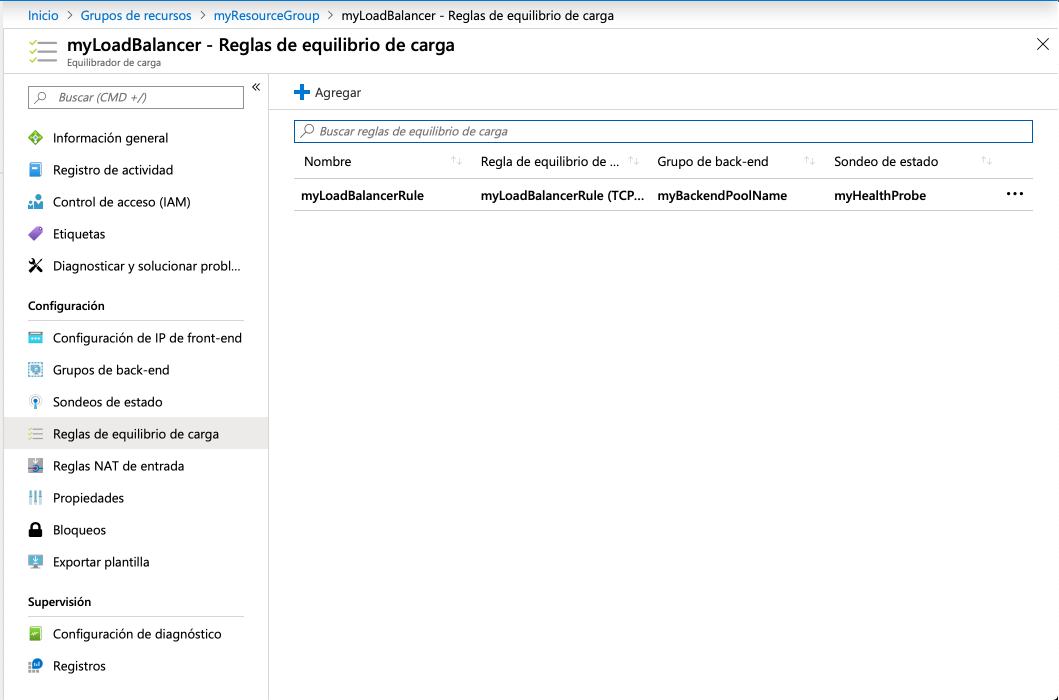 Inicio > Grupos de recursos > myResourceGroup > myLoadBalancer - Reglas de equilibrio de carga
myLoadBalancer - Reglas de equilibrio de carga
Equilibrador de carga
Buscar (CMD +/)
«
Información general
Registro de actividad
Control de acceso (IAM)
Etiquetas
Diagnosticar y solucionar probl...
Configuración
Configuración de IP de front-end
Grupos de back-end
Sondeos de estado
Reglas de equilibrio de carga
Reglas NAT de entrada
Propiedades
Bloqueos
Exportar plantilla
Supervisión
Configuración de diagnóstico
Registros
Agregar
Buscar reglas de equilibrio de carga
Nombre ↑↓ Regla de equilibrio de ... ↑↓ Grupo de back-end ↑↓ Sondeo de estado ↑↓
myLoadBalancerRule myLoadBalancerRule (TCP... myBackendPoolName myHealthProbe ...